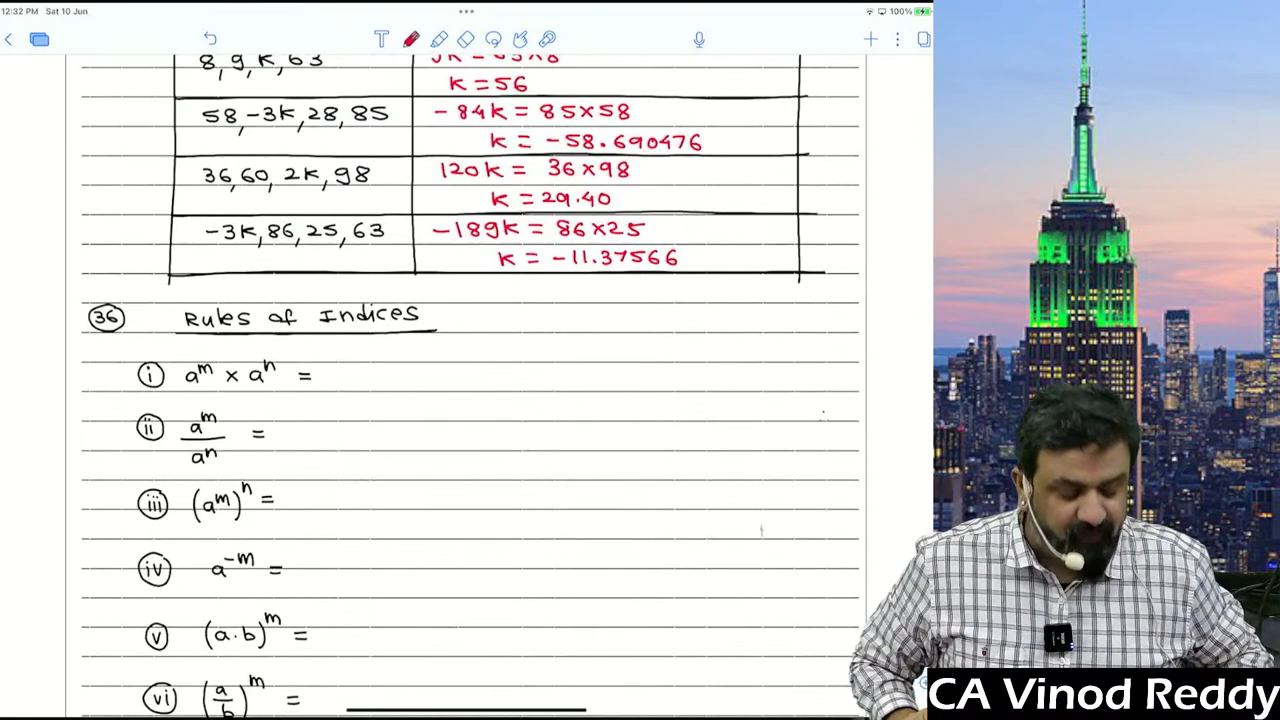 12:32 PM Sat 10 Jun
100%
T
8, 9, K, 63
K = 56
58, -3K, 28, 85
-84K = 85×58
K = -58.690476
36, 60, 2K, 98
120K = 36×98
K = 29.40
-3K, 86, 25, 63
-189K = 86×25
K = -11.37566
36 Rules of Indices
i a^m × a^n =
ii a^m / a^n =
iii (a^m)^n =
iv a^-m =
v (a.b)^m =
vi (a/b)^m =
CA Vinod Reddy